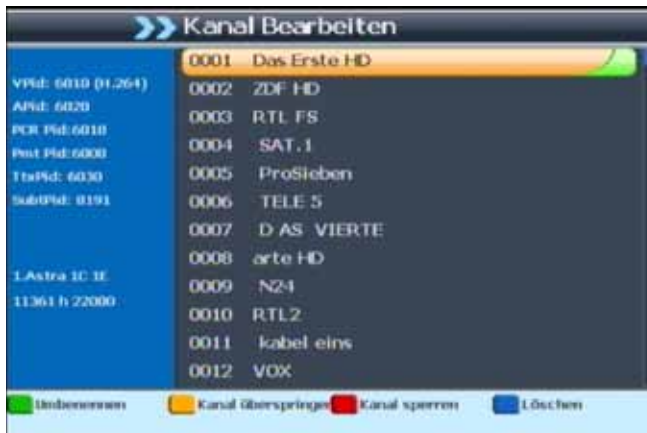 Kanal Bearbeiten
VPid: 6010 (H.264)
APid: 6020
PCR Pid:6010
Pmt Pid:6000
TtxPid: 6030
SubtPid: 8191
1.Astra 1C 1E
11361 h 22000
0001 Das Erste HD
0002 ZDF HD
0003 RTL FS
0004 SAT.1
0005 ProSieben
0006 TELE 5
0007 D AS VIERTE
0008 arte HD
0009 N24
0010 RTL2
0011 kabel eins
0012 VOX
Umbenennen
Kanal überspringe
Kanal sperren
Löschen